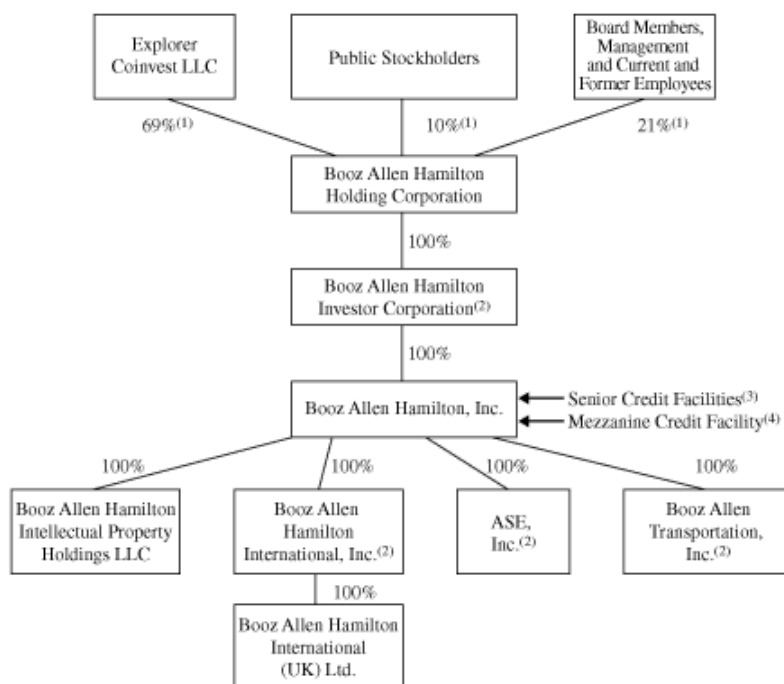 Explorer
Coinvest LLC
Public Stockholders
Board Members,
Management
and Current and
Former Employees
69%(1)
10%(1)
21%(1)
Booz Allen Hamilton
Holding Corporation
100%
Booz Allen Hamilton
Investor Corporation(2)
100%
Booz Allen Hamilton, Inc.
Senior Credit Facilities(3)
Mezzanine Credit Facility(4)
100%
100%
100%
100%
Booz Allen Hamilton
Intellectual Property
Holdings LLC
Booz Allen
Hamilton
International, Inc.(2)
ASE,
Inc.(2)
Booz Allen
Transportation,
Inc.(2)
100%
Booz Allen Hamilton
International
(UK) Ltd.